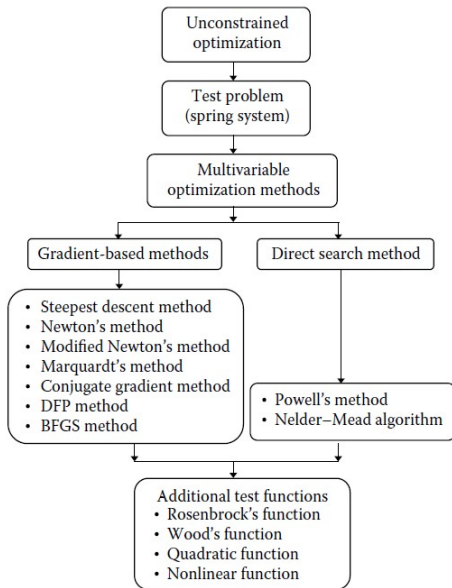 Unconstrained
optimization
Test problem
(spring system)
Multivariable
optimization methods
Gradient-based methods
Direct search method
• Steepest descent method
• Newton's method
• Modified Newton's method
• Marquardt's method
• Conjugate gradient method
• DFP method
• BFGS method
• Powell's method
• Nelder–Mead algorithm
Additional test functions
• Rosenbrock's function
• Wood's function
• Quadratic function
• Nonlinear function